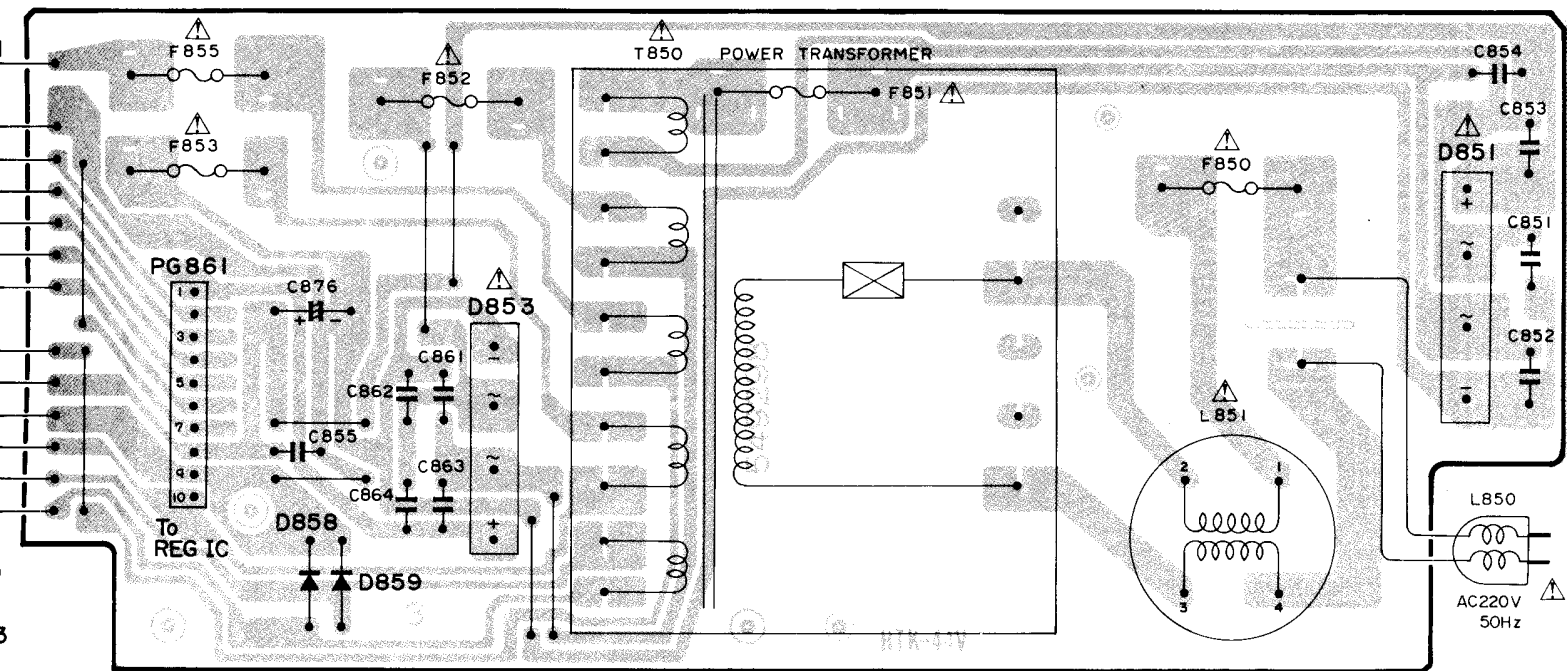 F855
F852
T850 POWER TRANSFORMER
F851
C854
C853
D851
F853
F850
C851
PG861
1
3
5
7
9
10
To
REG IC
C876
+ -
D853
-
~
~
+
C861
C862
C855
C863
C864
D858
D859
+
~
~
-
C852
L851
2 1
3 4
L850
AC220V
50Hz
3